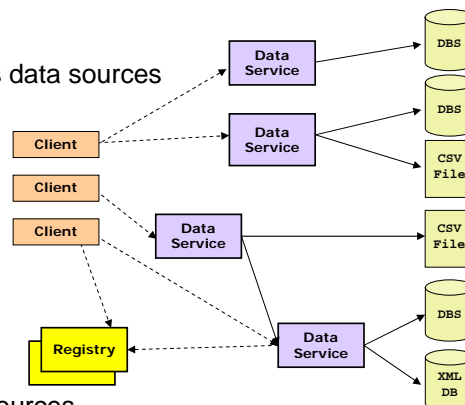 DBS
Data
Service
s data sources
DBS
Data
Service
Client
CSV
File
Client
Data
Service
CSV
File
Client
DBS
Data
Service
Registry
XML
DB
ources